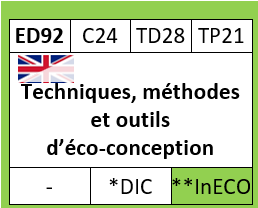 ED92 C24 TD28 TP21
Techniques, méthodes
et outils
d’éco-conception
- *DIC **InECO